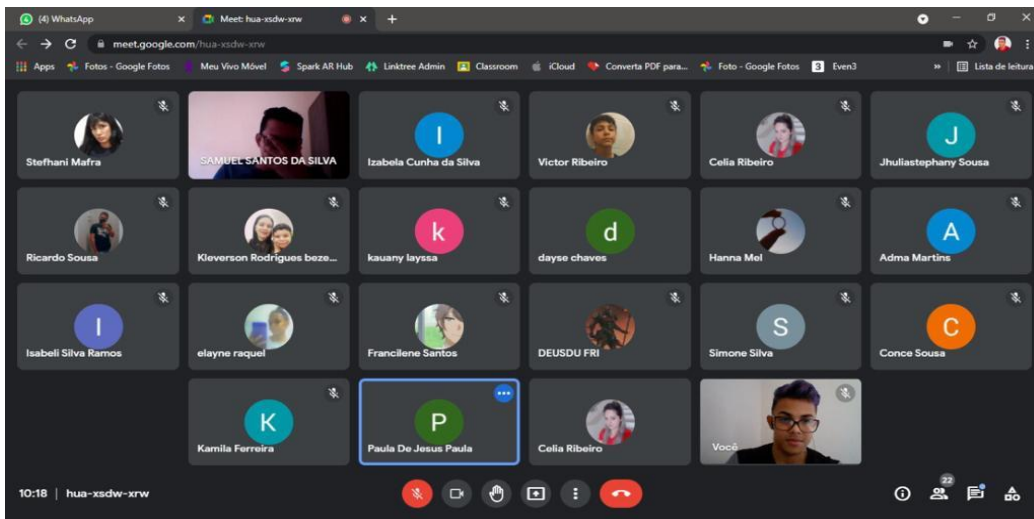 (4) WhatsApp
Meet: hua-xsdw-xrw
meet.google.com/hua-xsdw-xrw
Apps Fotos - Google Fotos Meu Vivo Móvel Spark AR Hub Linktree Admin Classroom iCloud Converta PDF para... Foto - Google Fotos 3 Even3 » Lista de leitura
Stefhani Mafra
SAMUEL SANTOS DA SILVA
I
Izabela Cunha da Silva
Victor Ribeiro
Celia Ribeiro
J
Jhuliastephany Sousa
Ricardo Sousa
Kleverson Rodrigues beze...
k
kauany layssa
d
dayse chaves
Hanna Mel
A
Adma Martins
I
Isabeli Silva Ramos
elayne raquel
Francilene Santos
DEUSDU FRI
S
Simone Silva
C
Conce Sousa
K
Kamila Ferreira
P
Paula De Jesus Paula
Celia Ribeiro
Você
10:18 | hua-xsdw-xrw
22